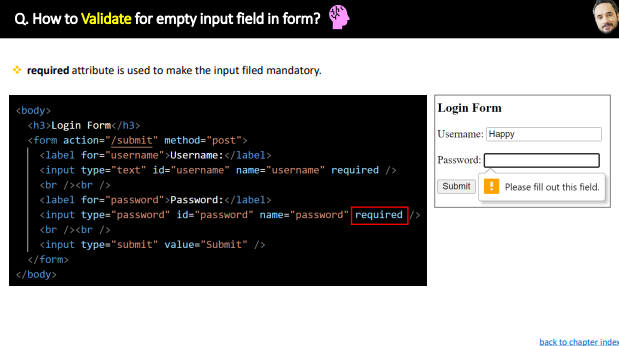 Q. How to Validate for empty input field in form?
required attribute is used to make the input filed mandatory.
<body>
<h3>Login Form</h3>
<form action="/submit" method="post">
<label for="username">Username:</label>
<input type="text" id="username" name="username" required />
<br /><br />
<label for="password">Password:</label>
<input type="password" id="password" name="password" required />
<br /><br />
<input type="submit" value="Submit" />
</form>
</body>
Login Form
Username: Happy
Password:
Submit
! Please fill out this field.
back to chapter index